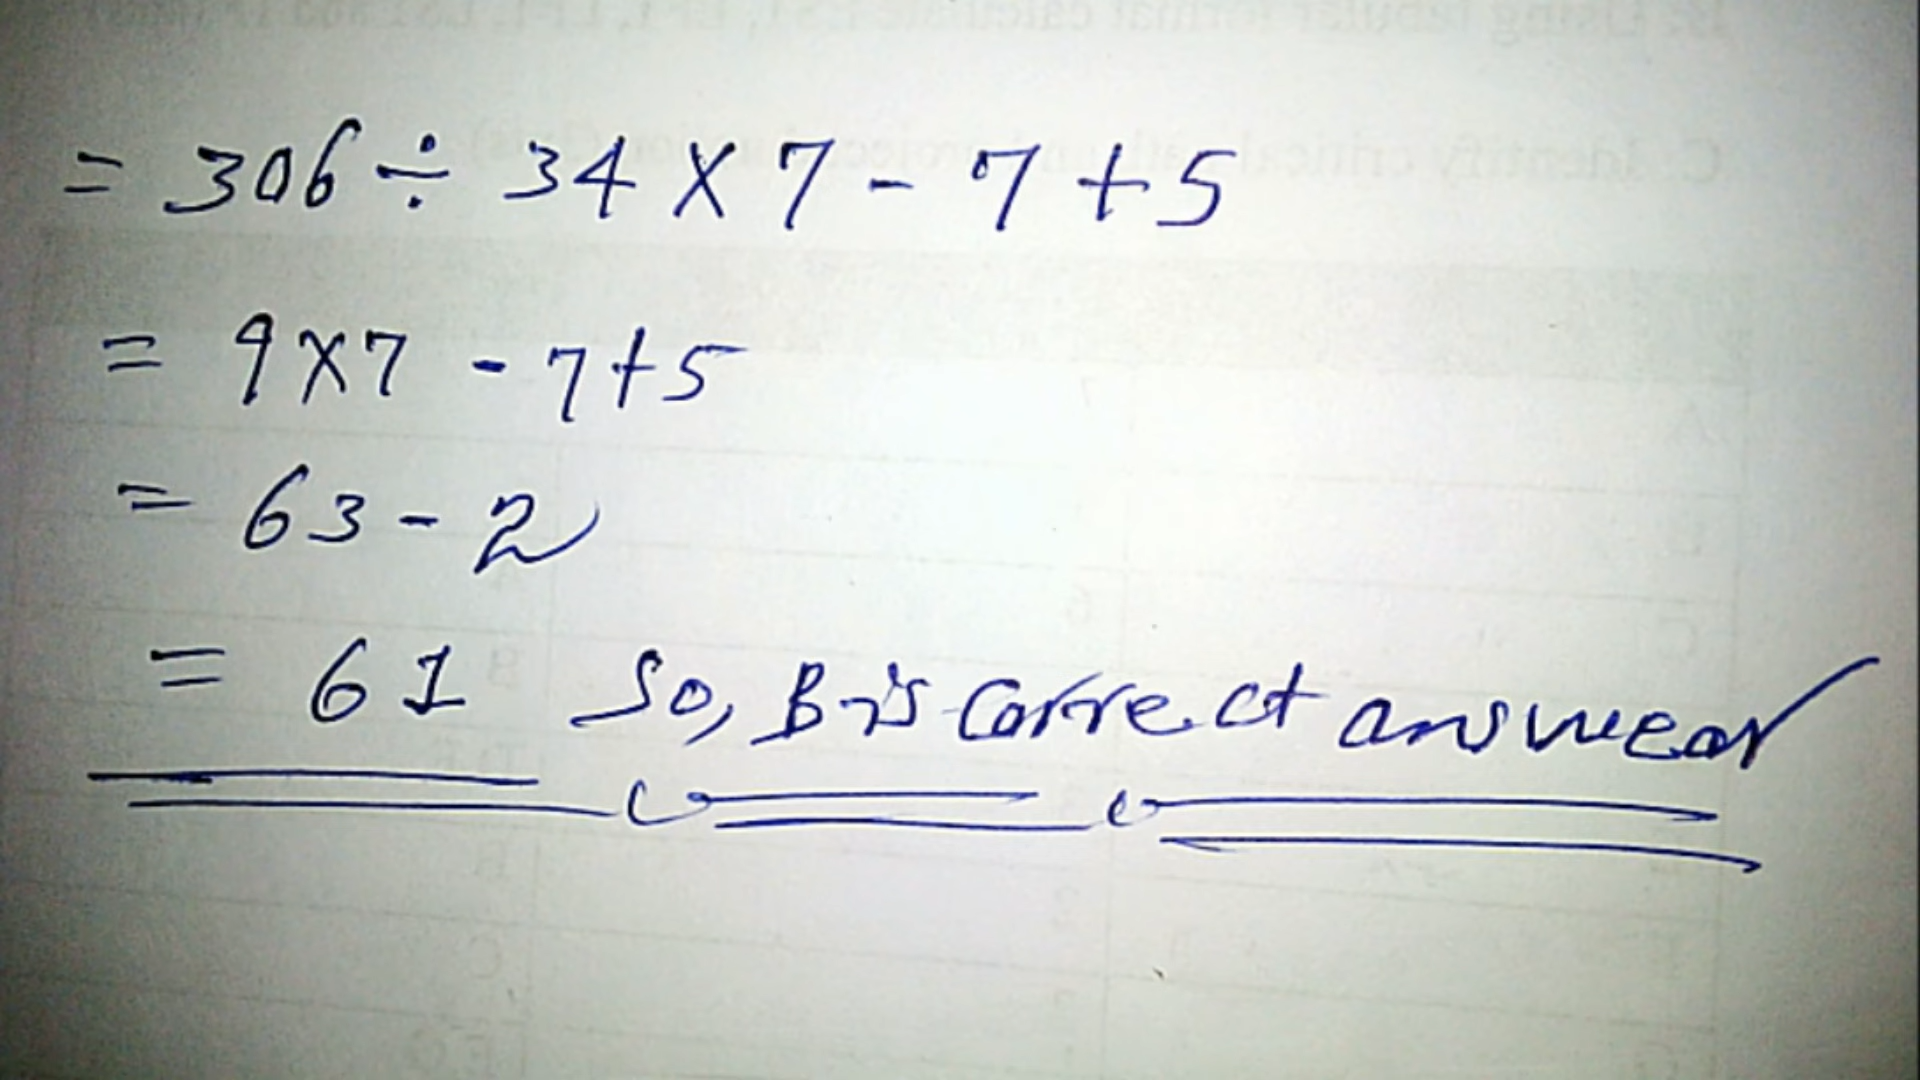 = 306 ÷ 34 X 7 - 7 + 5
= 9 X 7 - 7 + 5
= 63 - 2
= 61 So, B is correct answear